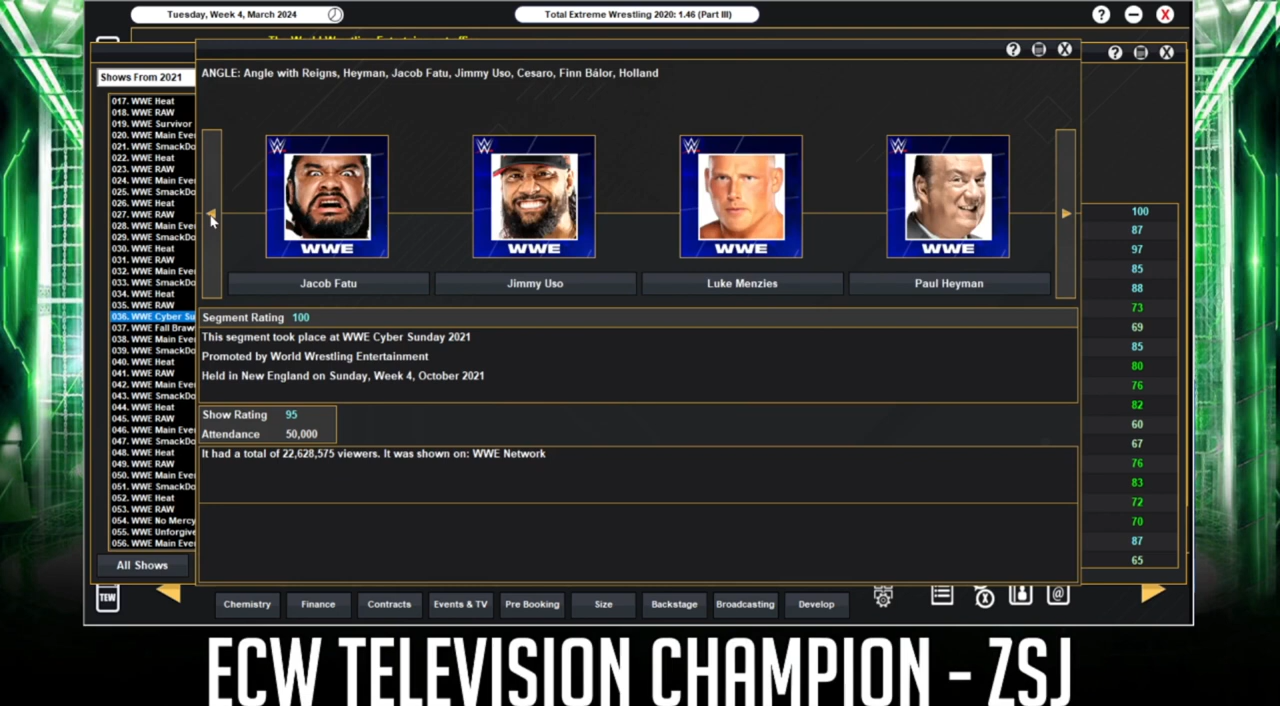 Tuesday, Week 4, March 2024
Total Extreme Wrestling 2020: 1.46 (Part III)
?
X
?
X
?
X
Shows From 2021
ANGLE: Angle with Reigns, Heyman, Jacob Fatu, Jimmy Uso, Cesaro, Finn Bálor, Holland
017. WWE Heat
018. WWE RAW
019. WWE Survivor
020. WWE Main Eve
021. WWE SmackDo
022. WWE Heat
023. WWE RAW
024. WWE Main Eve
025. WWE SmackDo
026. WWE Heat
027. WWE RAW
028. WWE Main Eve
029. WWE SmackDo
030. WWE Heat
031. WWE RAW
032. WWE Main Eve
033. WWE SmackDo
034. WWE Heat
035. WWE RAW
036. WWE Cyber Su
037. WWE Fall Braw
038. WWE Main Eve
039. WWE SmackDo
040. WWE Heat
041. WWE RAW
042. WWE Main Eve
043. WWE SmackDo
044. WWE Heat
045. WWE RAW
046. WWE Main Eve
047. WWE SmackDo
048. WWE Heat
049. WWE RAW
050. WWE Main Eve
051. WWE SmackDo
052. WWE Heat
053. WWE RAW
054. WWE No Mercy
055. WWE Unforgive
056. WWE Main Eve
All Shows
WWE WWE WWE WWE
Jacob Fatu Jimmy Uso Luke Menzies Paul Heyman
Segment Rating 100
This segment took place at WWE Cyber Sunday 2021
Promoted by World Wrestling Entertainment
Held in New England on Sunday, Week 4, October 2021
Show Rating 95
Attendance 50,000
It had a total of 22,628,575 viewers. It was shown on: WWE Network
100
87
97
85
88
73
69
85
80
76
82
60
67
76
83
72
70
87
65
TEW
Chemistry Finance Contracts Events & TV Pre Booking Size Backstage Broadcasting Develop
@
ECW TELEVISION CHAMPION - ZSJ